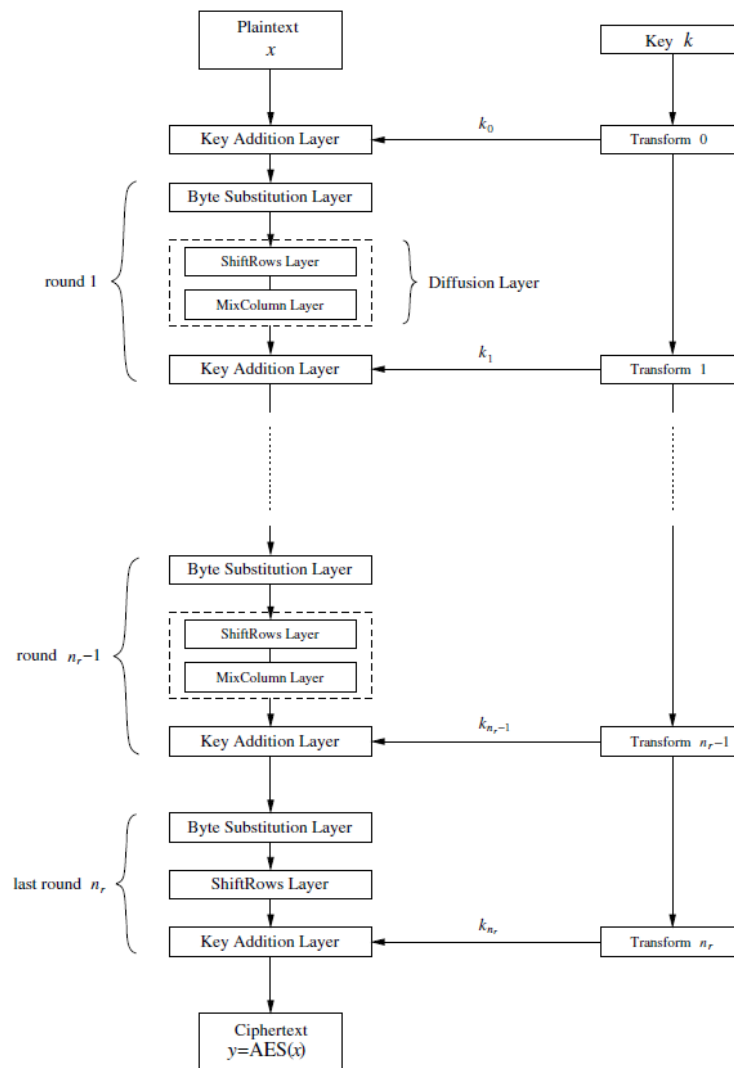 Plaintext
x
Key k
Key Addition Layer
k0
Transform 0
Byte Substitution Layer
round 1
ShiftRows Layer
MixColumn Layer
Diffusion Layer
Key Addition Layer
k1
Transform 1
Byte Substitution Layer
round nr−1
ShiftRows Layer
MixColumn Layer
Key Addition Layer
knr−1
Transform nr−1
Byte Substitution Layer
last round nr
ShiftRows Layer
Key Addition Layer
knr
Transform nr
Ciphertext
y=AES(x)